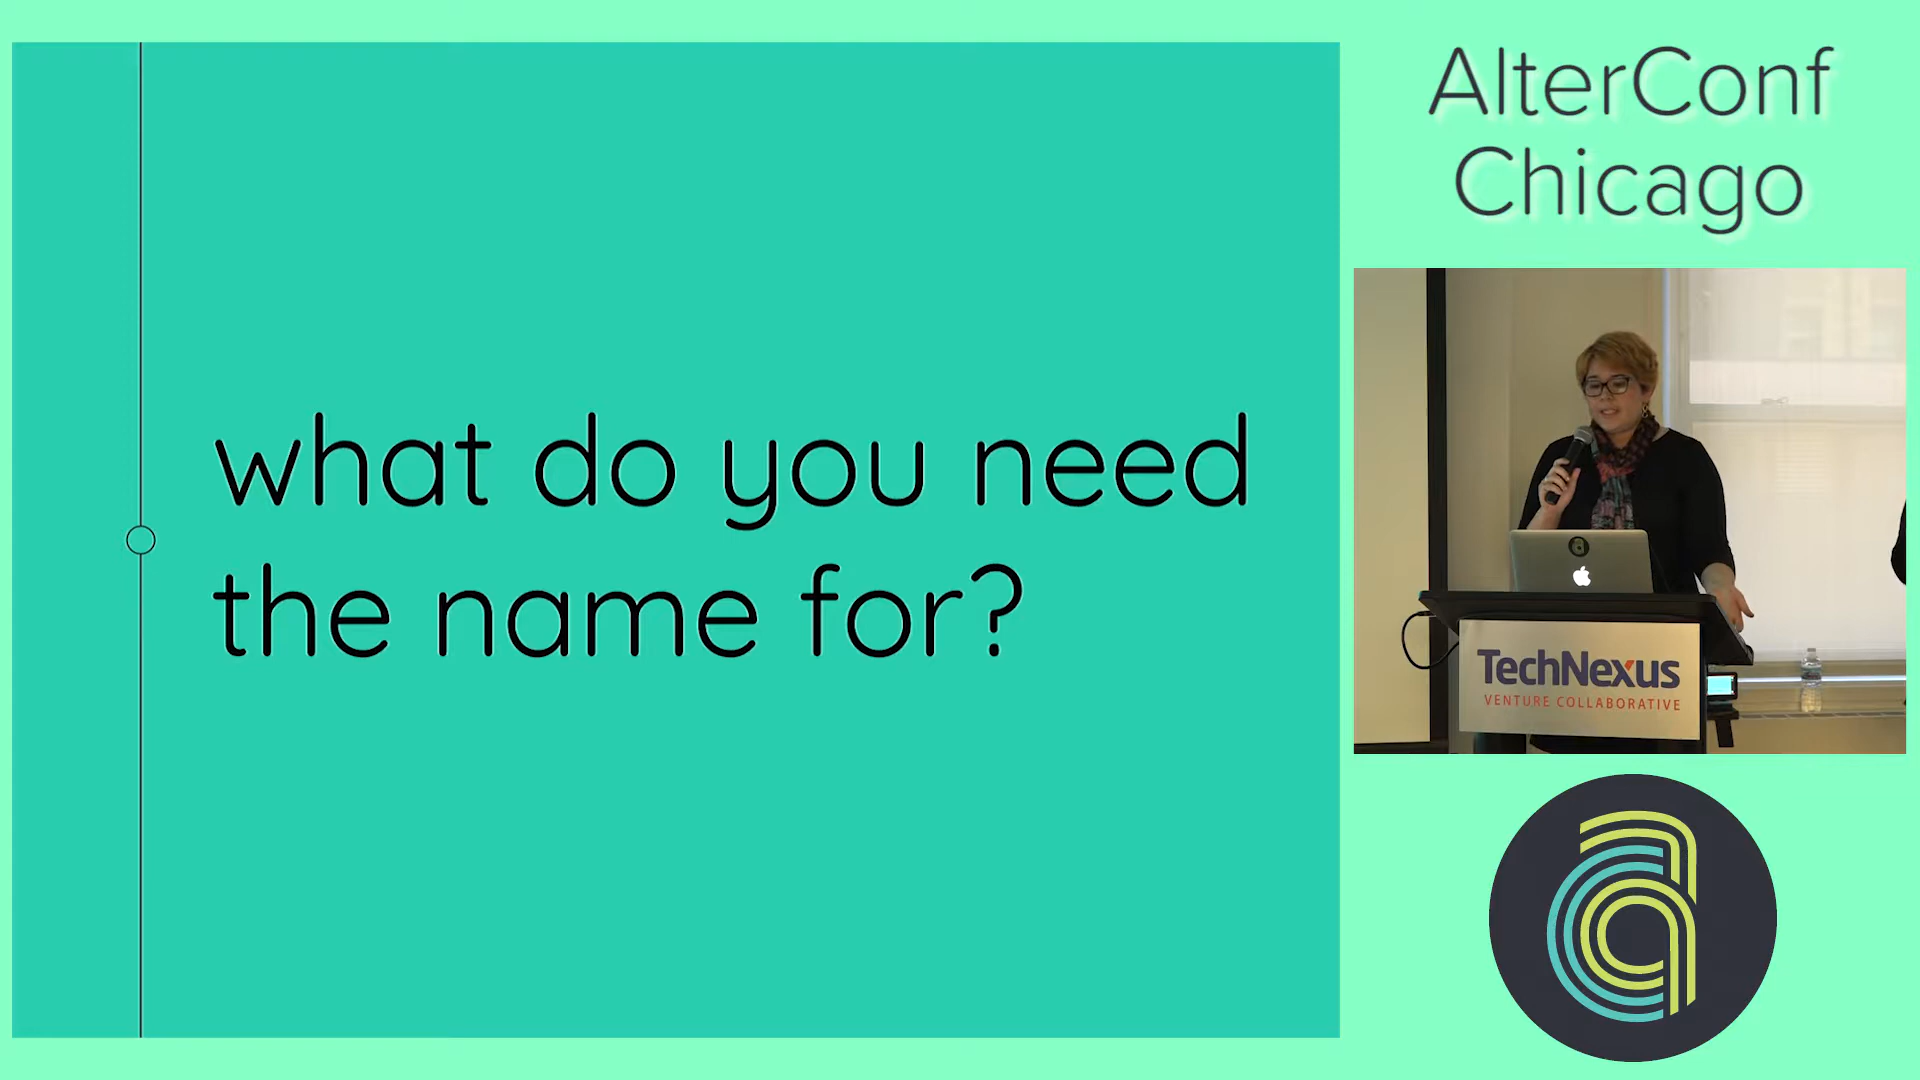 what do you need
the name for?
AlterConf
Chicago
TechNexus
VENTURE COLLABORATIVE